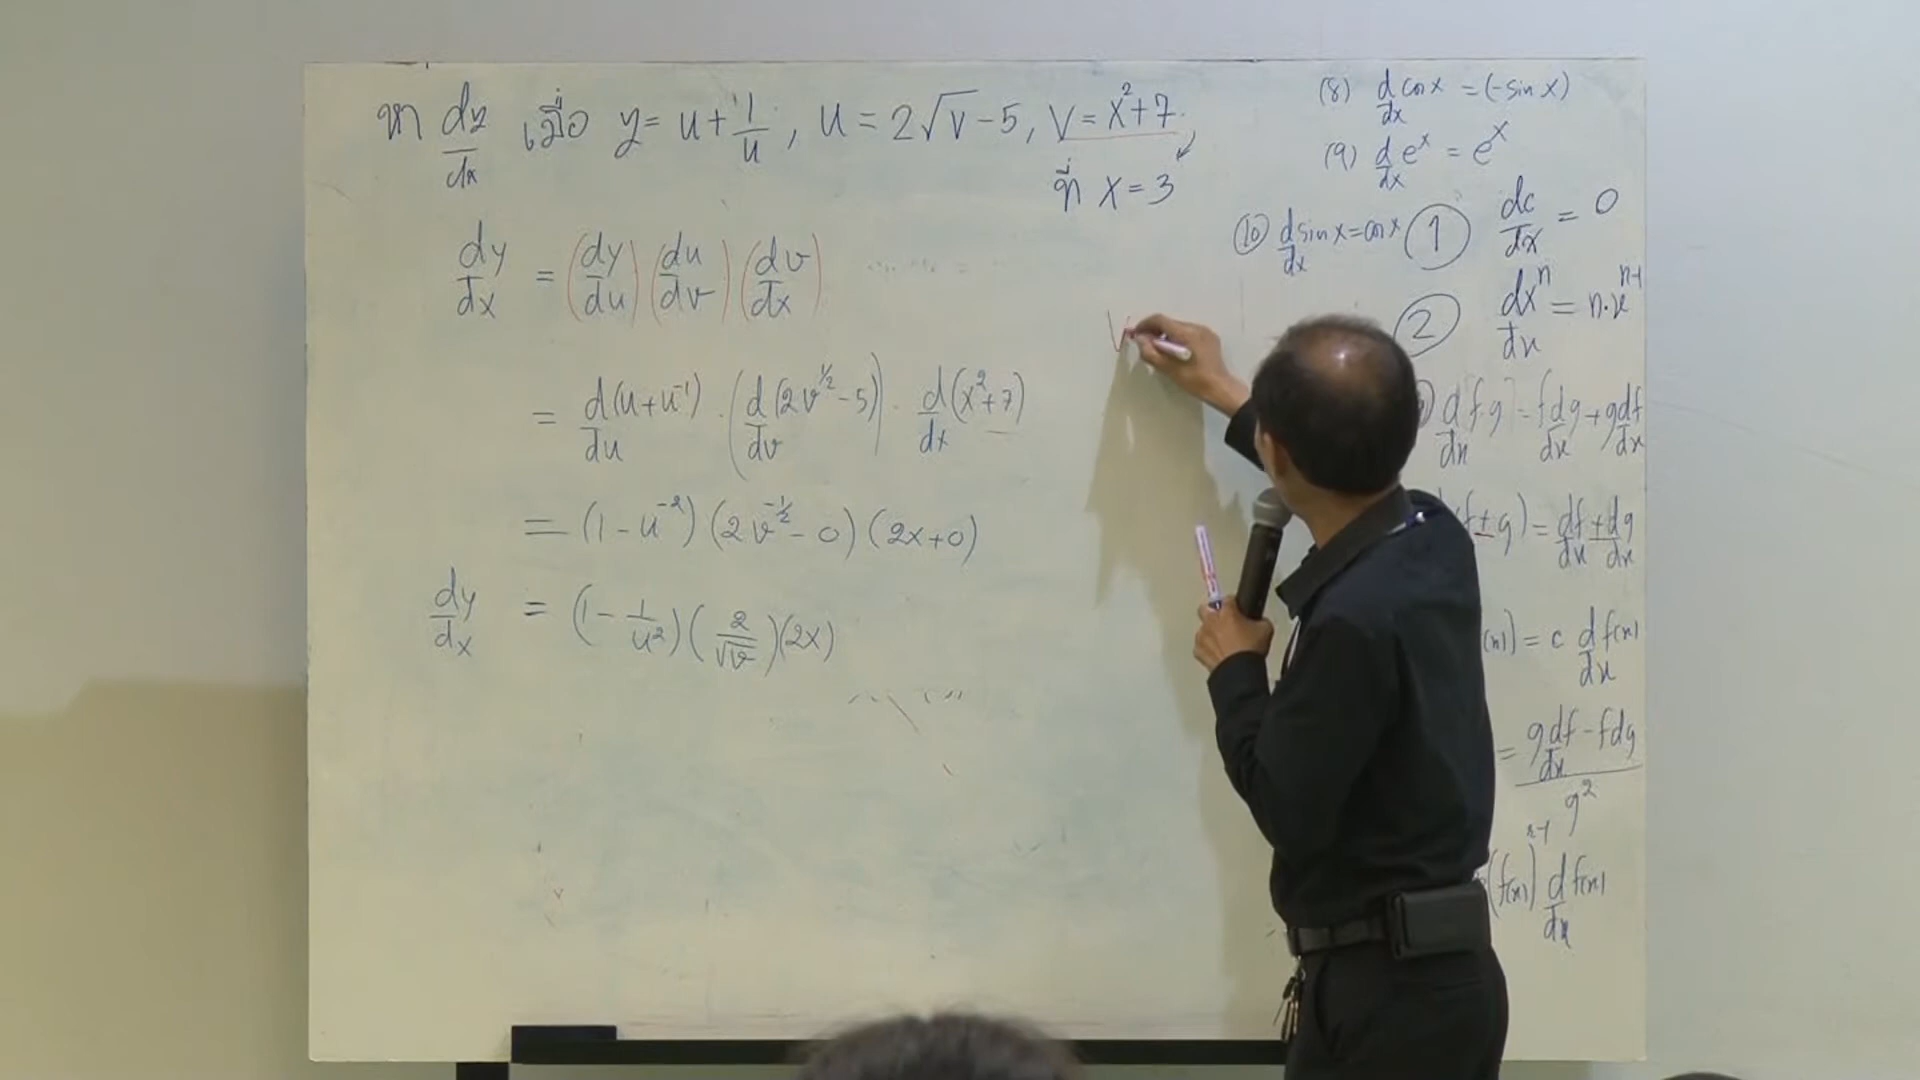 หา dy/dx เมื่อ y = u + 1/u, u = 2√v - 5, v = x² + 7
ที่ x = 3
dy/dx = (dy/du)(du/dv)(dv/dx)
= d/du(u + u⁻¹) · (d/dv(2v^½ - 5)) · d/dx(x² + 7)
= (1 - u⁻²)(2v^-½ - 0)(2x + 0)
dy/dx = (1 - 1/u²)(2/√v)(2x)
V
(8) d/dx cos x = (-sin x)
(9) d/dx eˣ = eˣ
(10) d/dx sin x = cos x
(1) dc/dx = 0
(2) dxⁿ/dx = n·xⁿ⁻¹
d/dx f·g = f dg/dx + g df/dx
(f ± g) = df/dx ± dg/dx
(x) = c d/dx f(x)
= (g df/dx - f dg)/g²
(f(x))ⁿ⁻¹ d/dx f(x)